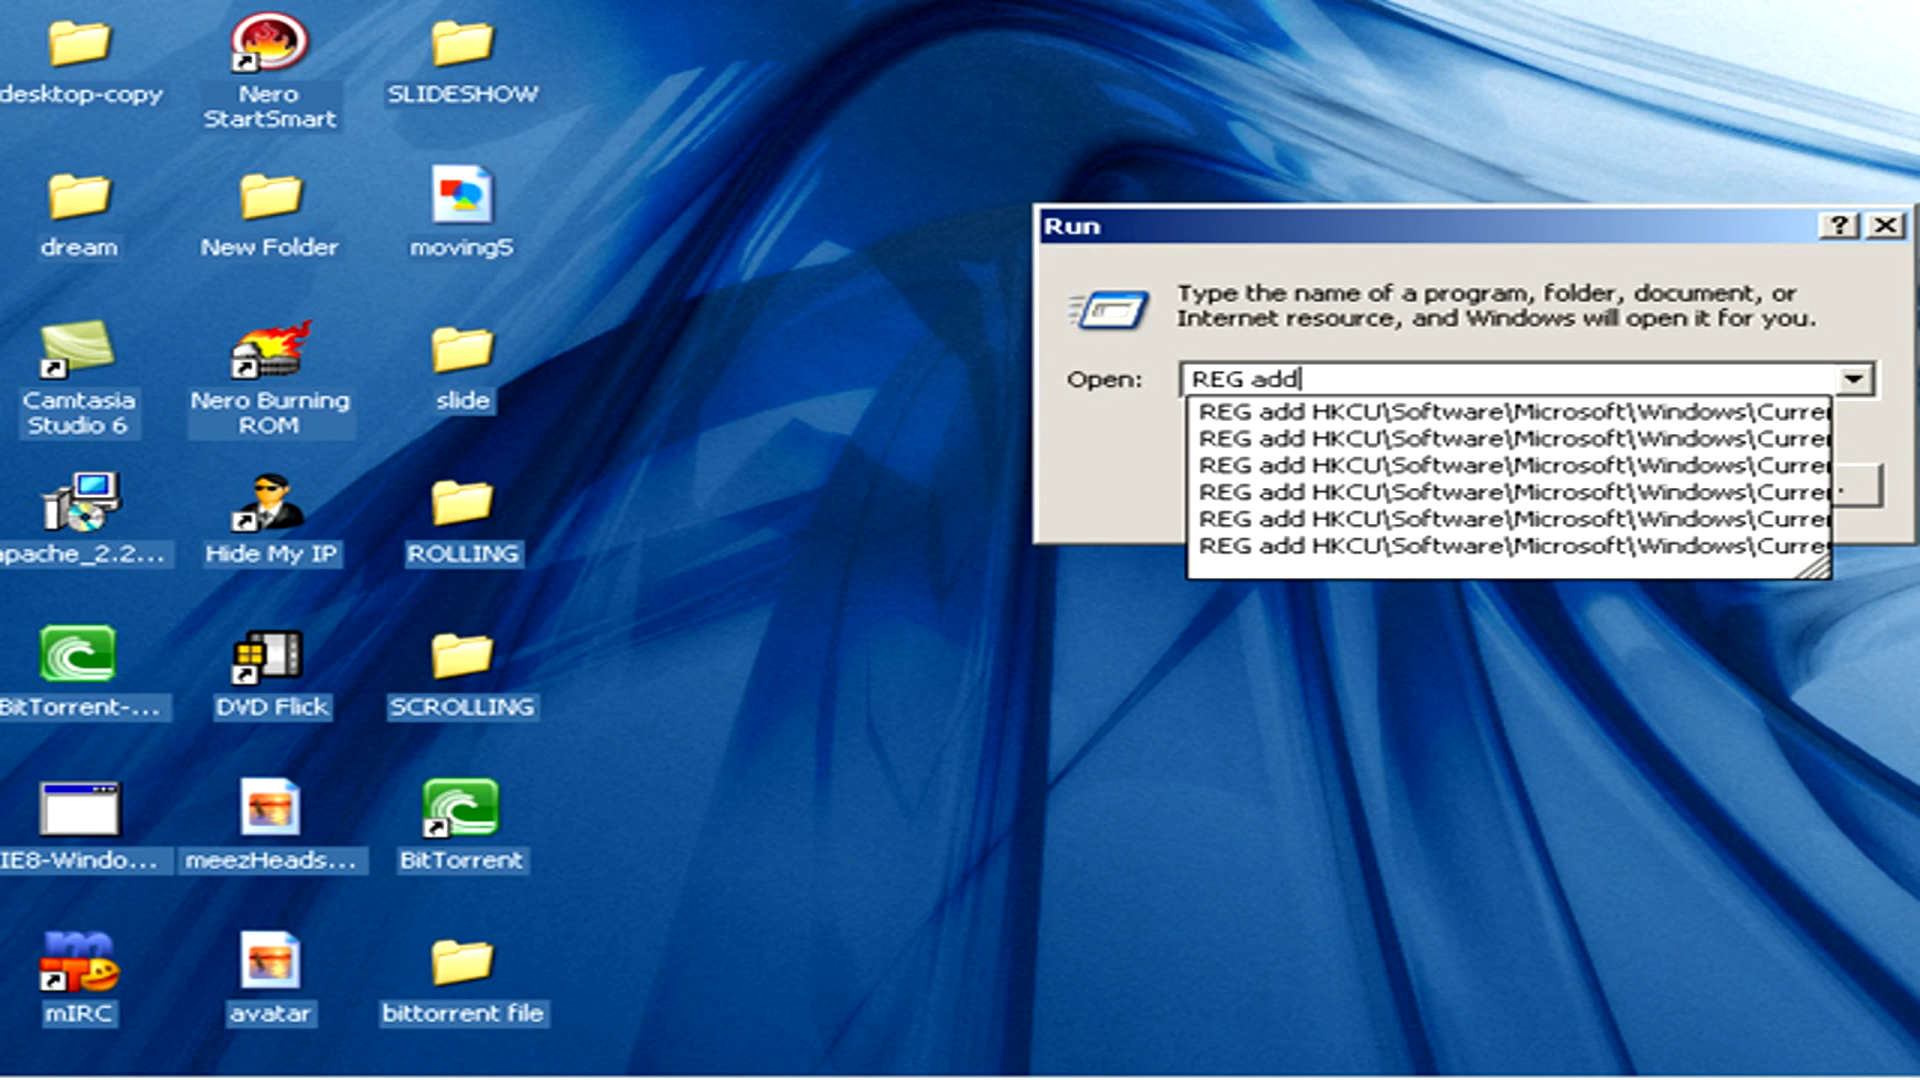 desktop-copy
Nero
StartSmart
SLIDESHOW
dream
New Folder
moving5
Camtasia
Studio 6
Nero Burning
ROM
slide
apache_2.2...
Hide My IP
ROLLING
BitTorrent-...
DVD Flick
SCROLLING
IE8-Windo...
meezHeads...
BitTorrent
mIRC
avatar
bittorrent file
Run
Type the name of a program, folder, document, or
Internet resource, and Windows will open it for you.
Open:
REG add
REG add HKCU\Software\Microsoft\Windows\Curre
REG add HKCU\Software\Microsoft\Windows\Curre
REG add HKCU\Software\Microsoft\Windows\Curre
REG add HKCU\Software\Microsoft\Windows\Curre
REG add HKCU\Software\Microsoft\Windows\Curre
REG add HKCU\Software\Microsoft\Windows\Curre